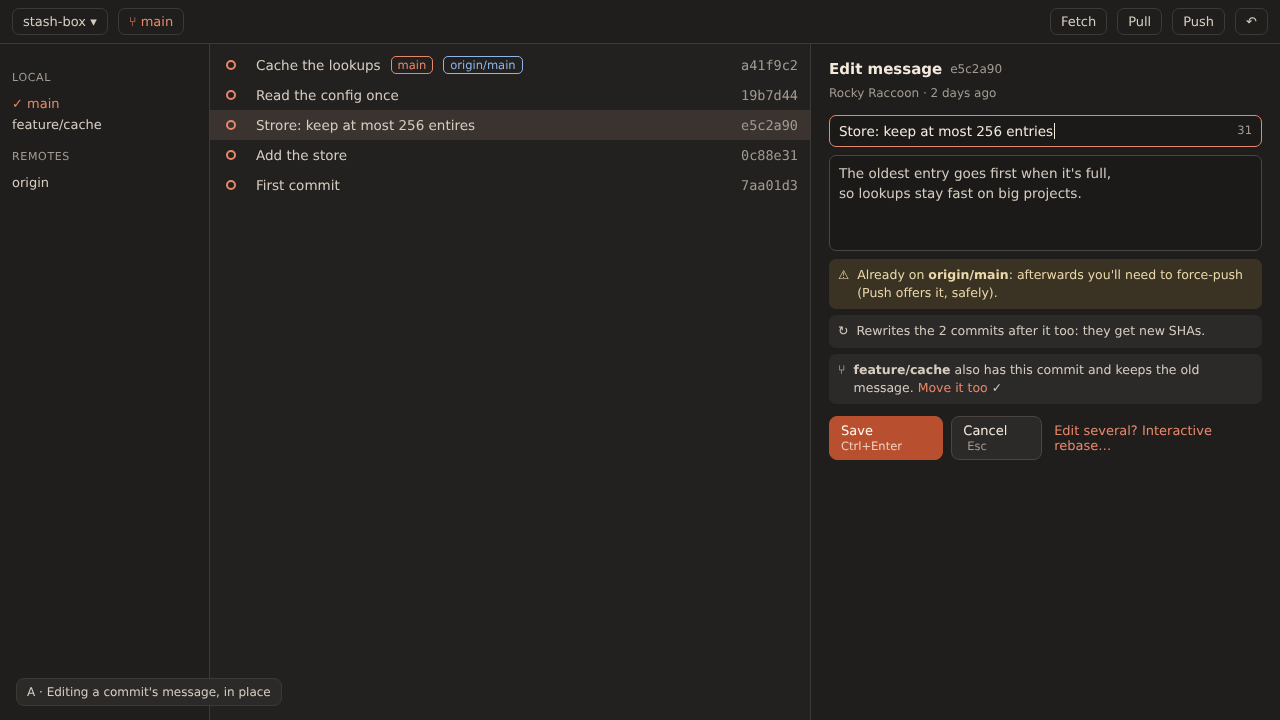 stash-box ▾
⑂ main
Fetch
Pull
Push
↶
LOCAL
✓ main
feature/cache
REMOTES
origin
Cache the lookups main origin/main a41f9c2
Read the config once 19b7d44
Strore: keep at most 256 entires e5c2a90
Add the store 0c88e31
First commit 7aa01d3
Edit message e5c2a90
Rocky Raccoon · 2 days ago
Store: keep at most 256 entries 31
The oldest entry goes first when it's full,
so lookups stay fast on big projects.
⚠ Already on origin/main: afterwards you'll need to force-push
(Push offers it, safely).
↻ Rewrites the 2 commits after it too: they get new SHAs.
⑂ feature/cache also has this commit and keeps the old
message. Move it too ✓
Save
Ctrl+Enter
Cancel
Esc
Edit several? Interactive
rebase…
A · Editing a commit's message, in place